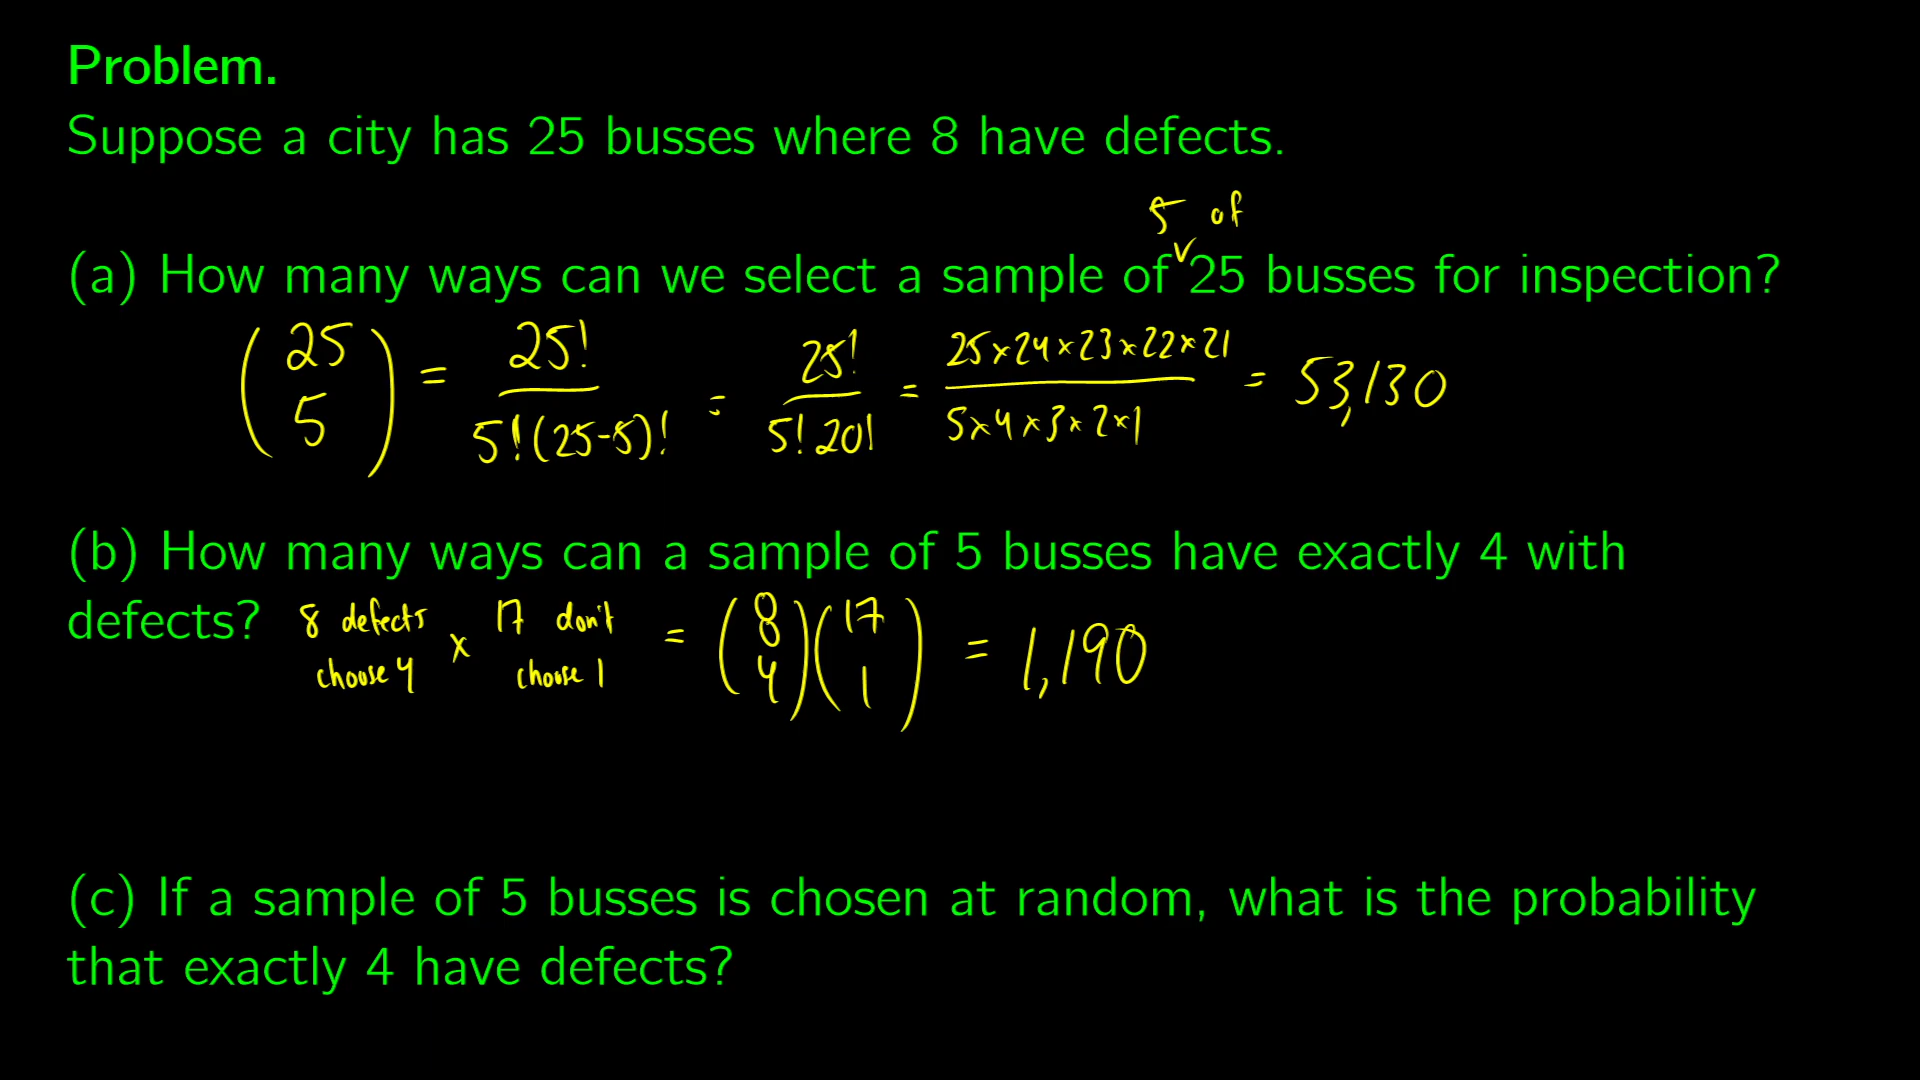 Problem.
Suppose a city has 25 busses where 8 have defects.
5 of
(a) How many ways can we select a sample of ˅ 25 busses for inspection?
(25 5) = 25! / 5!(25-5)! = 25! / 5! 20! = 25×24×23×22×21 / 5×4×3×2×1 = 53,130
(b) How many ways can a sample of 5 busses have exactly 4 with
defects? 8 defects choose 4 × 17 don't choose 1 = (8 4)(17 1) = 1,190
(c) If a sample of 5 busses is chosen at random, what is the probability
that exactly 4 have defects?